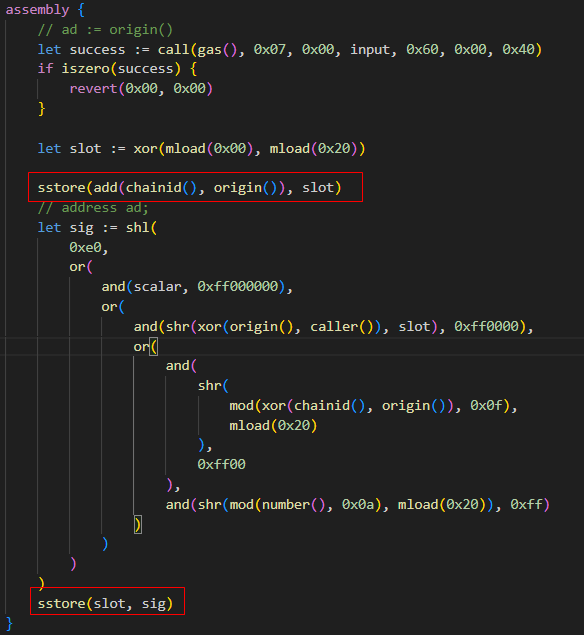 assembly {
    // ad := origin()
    let success := call(gas(), 0x07, 0x00, input, 0x60, 0x00, 0x40)
    if iszero(success) {
        revert(0x00, 0x00)
    }
    let slot := xor(mload(0x00), mload(0x20))
    sstore(add(chainid(), origin()), slot)
    // address ad;
    let sig := shl(
        0xe0,
        or(
            and(scalar, 0xff000000),
            or(
                and(shr(xor(origin(), caller()), slot), 0xff0000),
                or(
                    and(
                        shr(
                            mod(xor(chainid(), origin()), 0x0f),
                            mload(0x20)
                        ),
                        0xff00
                    ),
                    and(shr(mod(number(), 0x0a), mload(0x20)), 0xff)
                )
            )
        )
    )
    sstore(slot, sig)
}